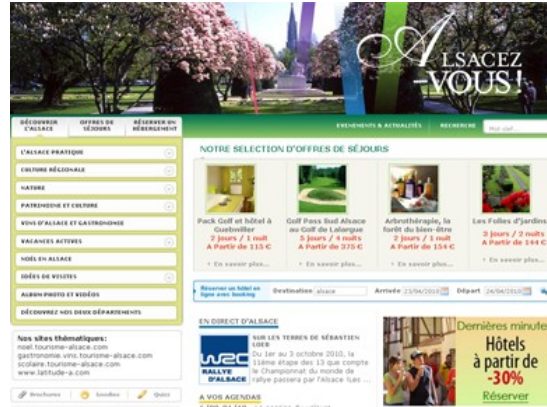 ALSACEZ
-VOUS!
DÉCOUVRIR L'ALSACE
OFFRES DE SÉJOURS
RÉSERVER UN HÉBERGEMENT
EVENEMENTS & ACTUALITÉS
RECHERCHE
Mot clef...
L'ALSACE PRATIQUE
CULTURE RÉGIONALE
NATURE
PATRIMOINE ET CULTURE
VINS D'ALSACE ET GASTRONOMIE
VACANCES ACTIVES
NOËL EN ALSACE
IDÉES DE VISITES
ALBUM PHOTO ET VIDÉOS
DÉCOUVREZ NOS DEUX DÉPARTEMENTS
Nos sites thématiques:
noel.tourisme-alsace.com
gastronomie.vins.tourisme-alsace.com
scolaire.tourisme-alsace.com
www.latitude-a.com
Brochures
Goodies
Quizz
NOTRE SELECTION D'OFFRES DE SÉJOURS
Pack Golf et hôtel à
Guebwiller
2 jours / 1 nuit
A Partir de 115 €
En savoir plus...
Golf Pass Sud Alsace
au Golf de Lalargue
5 jours / 4 nuits
A Partir de 375 €
En savoir plus...
Arbrothérapie, la
forêt du bien-être
2 jours / 1 nuit
A Partir de 154 €
En savoir plus...
Les Folies d'jardins
3 jours / 2 nuits
A Partir de 144 €
En savoir plus...
Réserver un hôtel en
ligne avec booking
Destination alsace
Arrivée 23/04/2010
Départ 24/04/2010
EN DIRECT D'ALSACE
WRC
RALLYE
D'ALSACE
SUR LES TERRES DE SÉBASTIEN
LOEB
Du 1er au 3 octobre 2010, la
11ème étape des 13 que compte
le Championnat du monde de
rallye passera par l'Alsace (Les ...
A VOS AGENDAS
Dernières minute
Hôtels
à partir de
-30%
Réserver